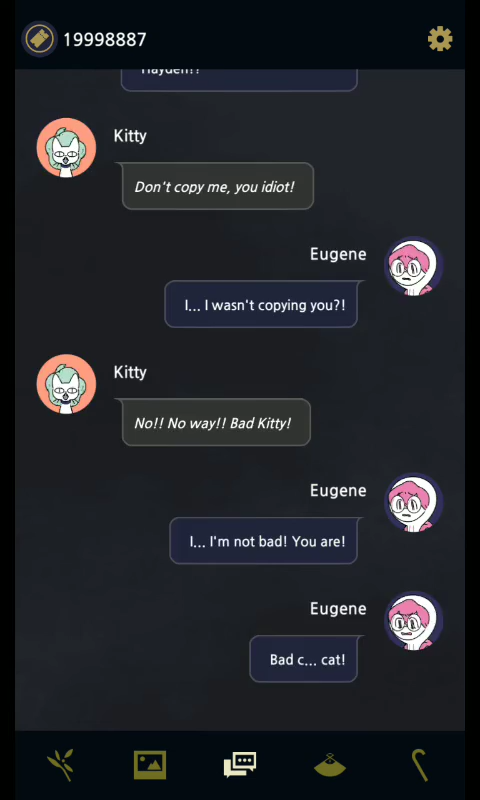 19998887
Hayden!!
Kitty
Don't copy me, you idiot!
Eugene
I... I wasn't copying you?!
Kitty
No!! No way!! Bad Kitty!
Eugene
I... I'm not bad! You are!
Eugene
Bad c... cat!